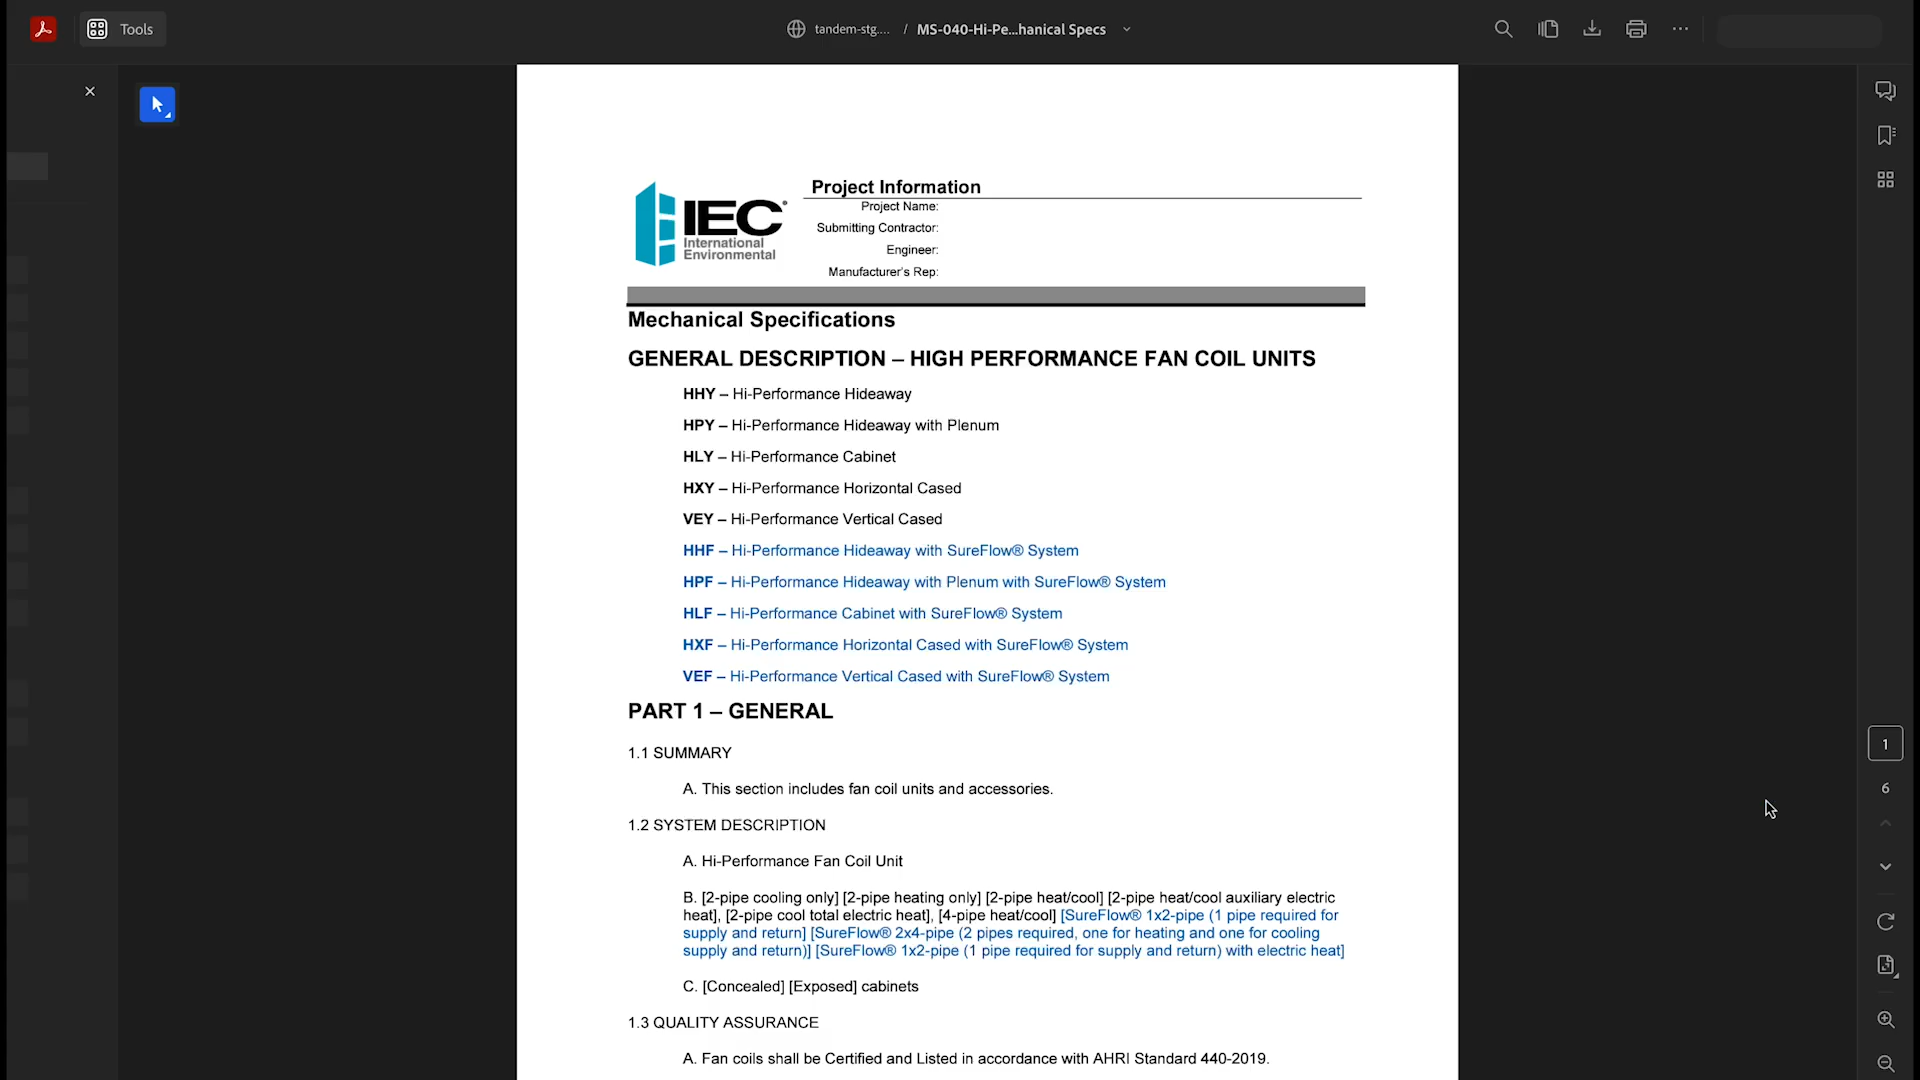 Tools
tandem-stg.... / MS-040-Hi-Pe...hanical Specs
IEC®
International
Environmental
Project Information
Project Name:
Submitting Contractor:
Engineer:
Manufacturer's Rep:
Mechanical Specifications
GENERAL DESCRIPTION – HIGH PERFORMANCE FAN COIL UNITS
HHY – Hi-Performance Hideaway
HPY – Hi-Performance Hideaway with Plenum
HLY – Hi-Performance Cabinet
HXY – Hi-Performance Horizontal Cased
VEY – Hi-Performance Vertical Cased
HHF – Hi-Performance Hideaway with SureFlow® System
HPF – Hi-Performance Hideaway with Plenum with SureFlow® System
HLF – Hi-Performance Cabinet with SureFlow® System
HXF – Hi-Performance Horizontal Cased with SureFlow® System
VEF – Hi-Performance Vertical Cased with SureFlow® System
PART 1 – GENERAL
1.1 SUMMARY
A. This section includes fan coil units and accessories.
1.2 SYSTEM DESCRIPTION
A. Hi-Performance Fan Coil Unit
B. [2-pipe cooling only] [2-pipe heating only] [2-pipe heat/cool] [2-pipe heat/cool auxiliary electric
heat], [2-pipe cool total electric heat], [4-pipe heat/cool] [SureFlow® 1x2-pipe (1 pipe required for
supply and return] [SureFlow® 2x4-pipe (2 pipes required, one for heating and one for cooling
supply and return)] [SureFlow® 1x2-pipe (1 pipe required for supply and return) with electric heat]
C. [Concealed] [Exposed] cabinets
1.3 QUALITY ASSURANCE
A. Fan coils shall be Certified and Listed in accordance with AHRI Standard 440-2019.
1
6